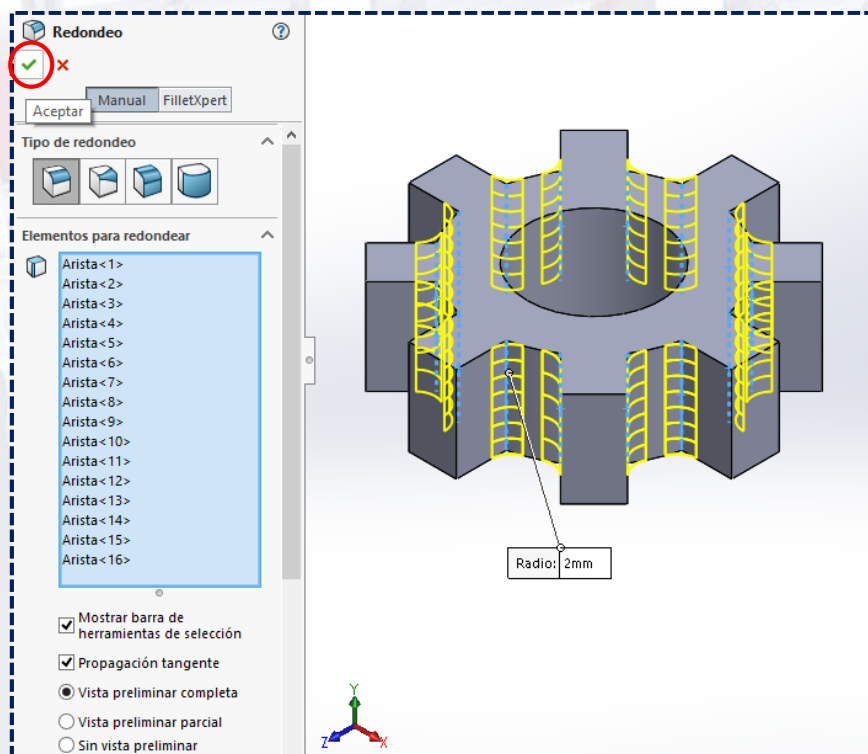 Redondeo
Aceptar
Manual
FilletXpert
Tipo de redondeo
Elementos para redondear
Arista<1>
Arista<2>
Arista<3>
Arista<4>
Arista<5>
Arista<6>
Arista<7>
Arista<8>
Arista<9>
Arista<10>
Arista<11>
Arista<12>
Arista<13>
Arista<14>
Arista<15>
Arista<16>
Mostrar barra de
herramientas de selección
Propagación tangente
Vista preliminar completa
Vista preliminar parcial
Sin vista preliminar
Radio: 2mm
Y
Z
X